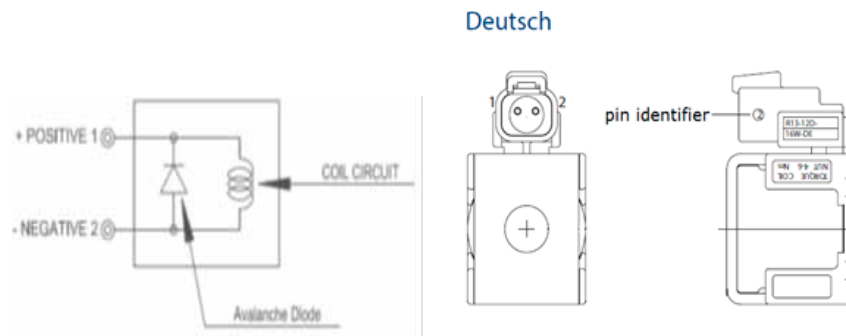 Deutsch
+ POSITIVE 1
COIL CIRCUIT
- NEGATIVE 2
Avalanche Diode
1
2
pin identifier
2
R13-12D-
16W-DE
TORQUE COIL
NUT 4-6 Nm